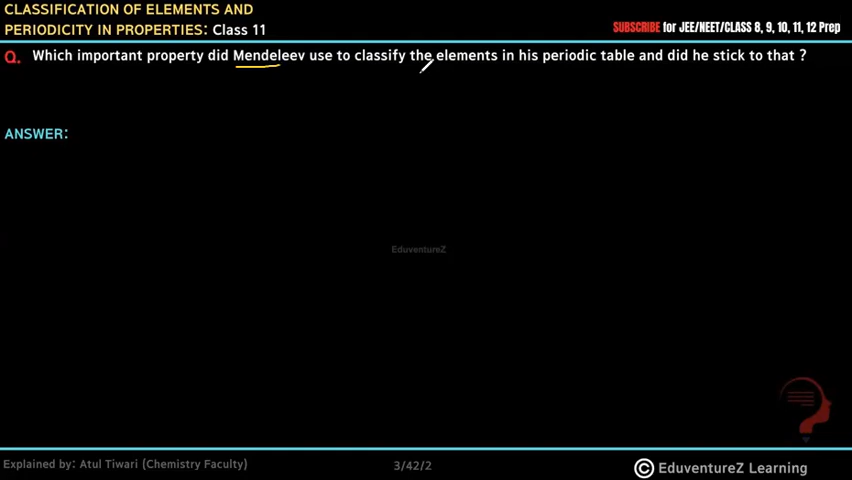 CLASSIFICATION OF ELEMENTS AND
PERIODICITY IN PROPERTIES: Class 11
SUBSCRIBE for JEE/NEET/CLASS 8, 9, 10, 11, 12 Prep
Q. Which important property did Mendeleev use to classify the elements in his periodic table and did he stick to that ?
ANSWER:
EduventureZ
Explained by: Atul Tiwari (Chemistry Faculty)
3/42/2
© EduventureZ Learning